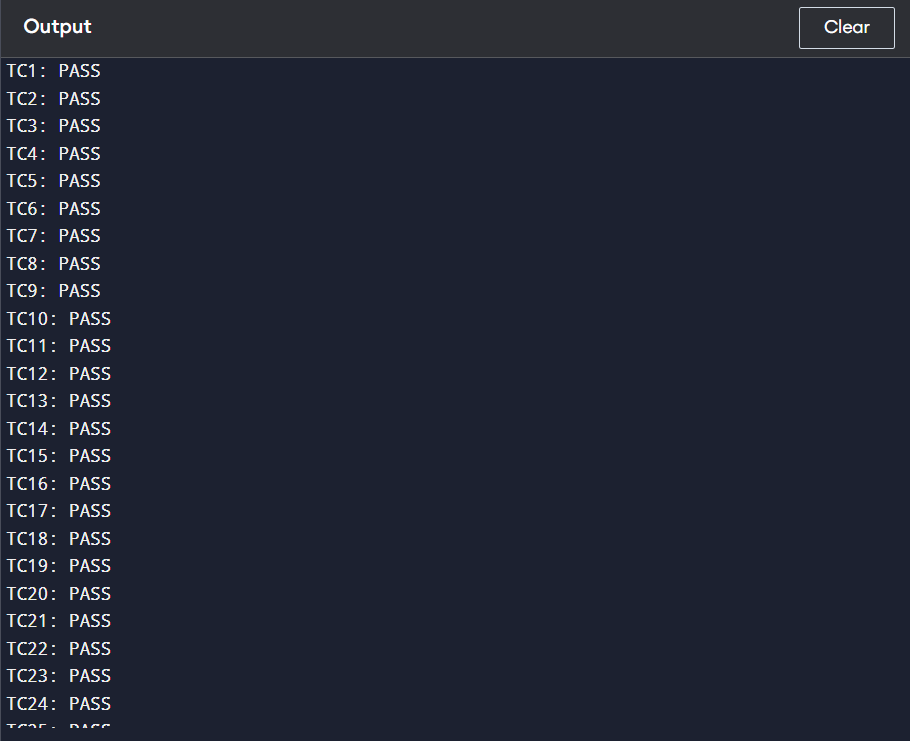 Output
Clear
TC1: PASS
TC2: PASS
TC3: PASS
TC4: PASS
TC5: PASS
TC6: PASS
TC7: PASS
TC8: PASS
TC9: PASS
TC10: PASS
TC11: PASS
TC12: PASS
TC13: PASS
TC14: PASS
TC15: PASS
TC16: PASS
TC17: PASS
TC18: PASS
TC19: PASS
TC20: PASS
TC21: PASS
TC22: PASS
TC23: PASS
TC24: PASS